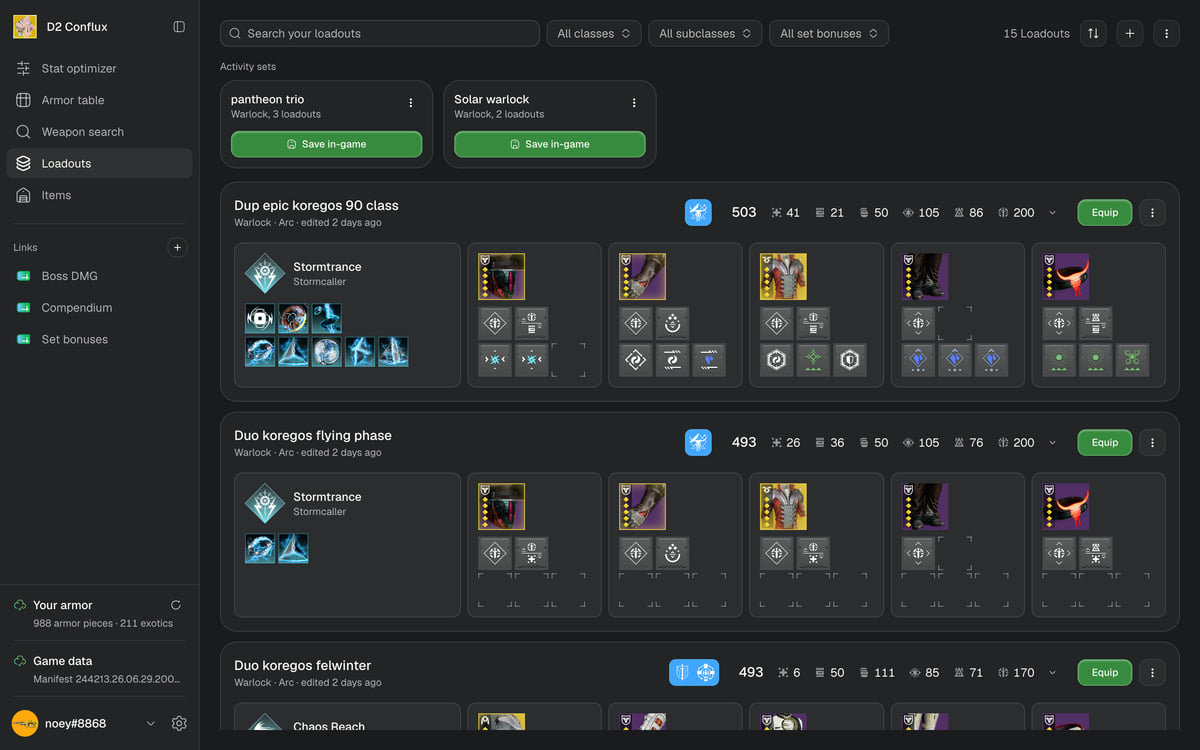 D2 Conflux
Stat optimizer
Armor table
Weapon search
Loadouts
Items
Links
Boss DMG
Compendium
Set bonuses
Your armor
988 armor pieces · 211 exotics
Game data
Manifest 244213.26.06.29.200...
noey#8868
Search your loadouts
All classes
All subclasses
All set bonuses
15 Loadouts
Activity sets
pantheon trio
Warlock, 3 loadouts
Save in-game
Solar warlock
Warlock, 2 loadouts
Save in-game
Dup epic koregos 90 class
Warlock · Arc · edited 2 days ago
503 41 21 50 105 86 200
Equip
Stormtrance
Stormcaller
Duo koregos flying phase
Warlock · Arc · edited 2 days ago
493 26 36 50 105 76 200
Equip
Stormtrance
Stormcaller
Duo koregos felwinter
Warlock · Arc · edited 2 days ago
493 6 50 111 85 71 170
Equip
Chaos Reach